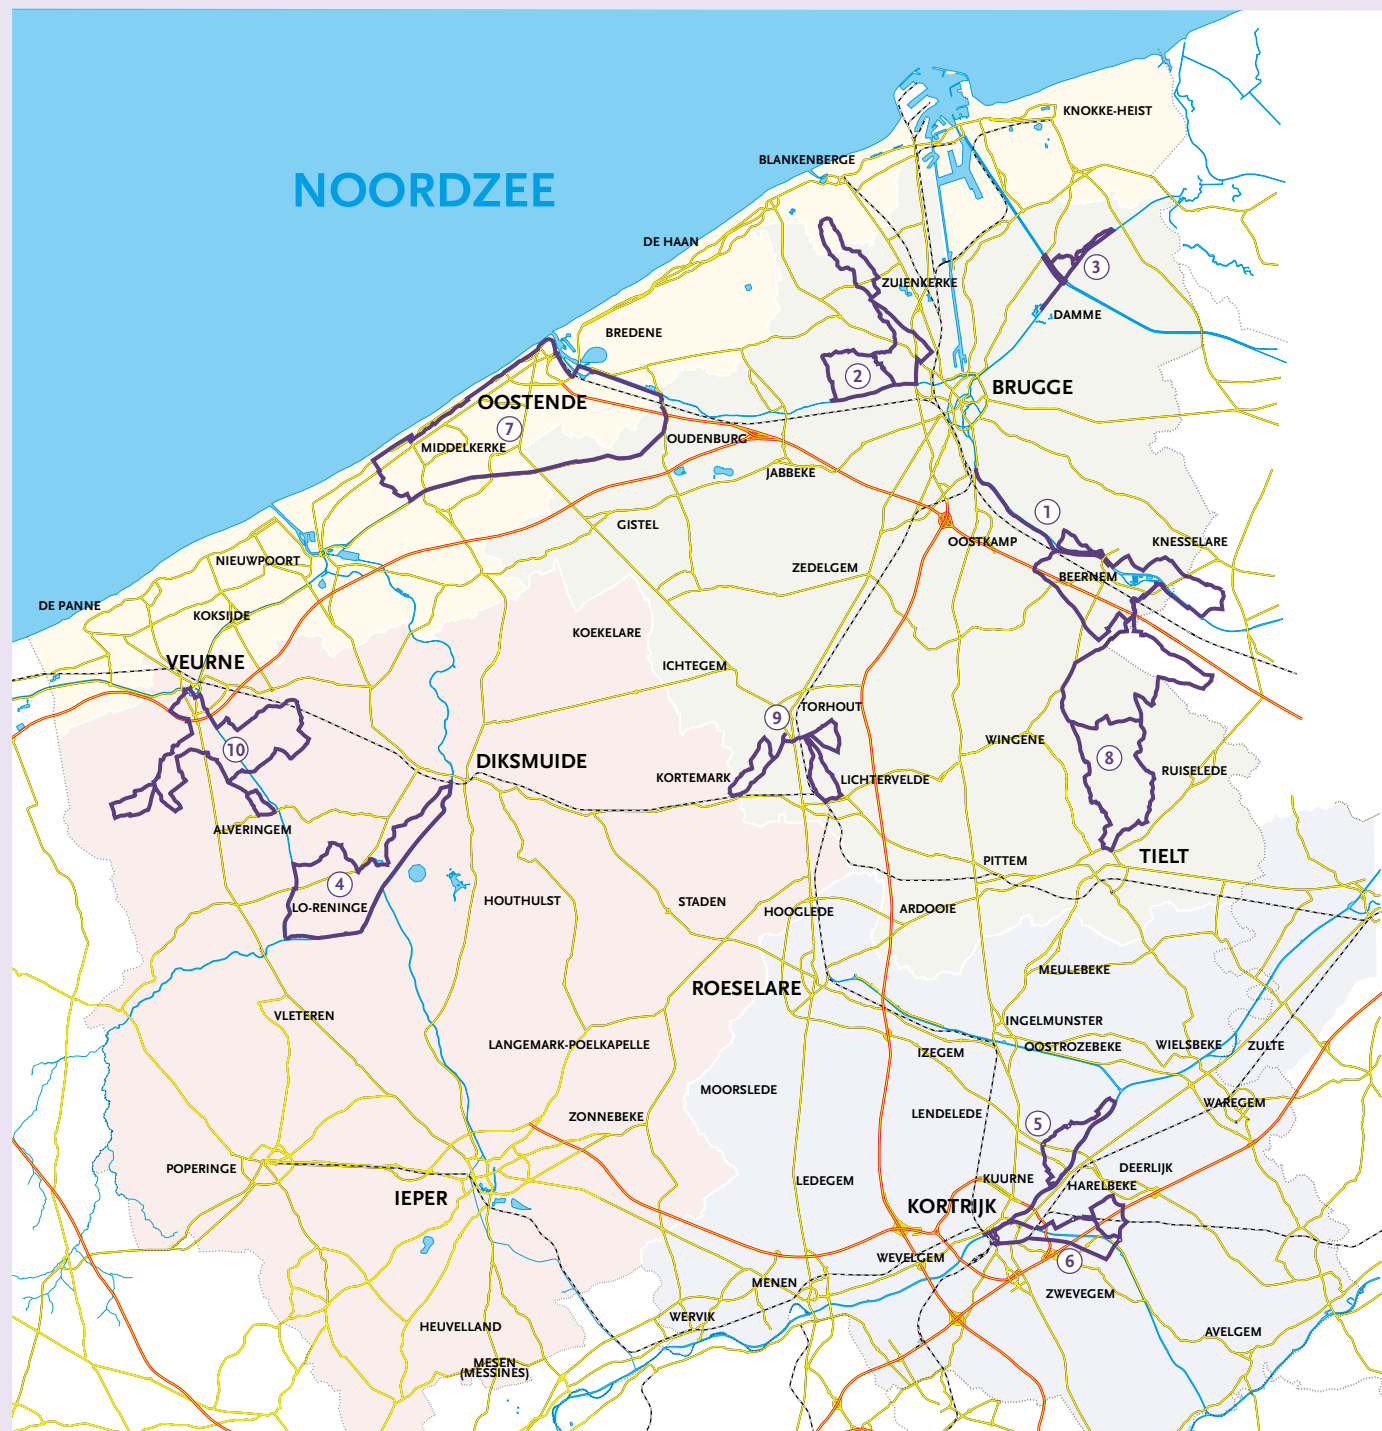 KNOKKE-HEIST
BLANKENBERGE
NOORDZEE
DE HAAN
3
ZUIENKERKE
DAMME
BREDENE
2
BRUGGE
OOSTENDE
7
OUDENBURG
MIDDELKERKE
JABBEKE
1
GISTEL
OOSTKAMP
KNESSELARE
NIEUWPOORT
ZEDELGEM
BEERNEM
DE PANNE
KOKSIJDE
KOEKELARE
VEURNE
ICHTEGEM
TORHOUT
9
10
WINGENE
DIKSMUIDE
8
RUISELEDE
KORTEMARK
LICHTERVELDE
ALVERINGEM
TIELT
PITTEM
4
LO-RENINGE
HOUTHULST
STADEN
HOOGLEDE
ARDOOIE
MEULEBEKE
ROESELARE
VLETEREN
INGELMUNSTER
LANGEMARK-POELKAPELLE
IZEGEM
OOSTROZEBEKE
WIELSBEKE
ZULTE
MOORSLEDE
WAREGEM
ZONNEBEKE
LENDELEDE
5
POPERINGE
DEERLIJK
LEDEGEM
KUURNE
HARELBEKE
IEPER
KORTRIJK
WEVELGEM
6
MENEN
ZWEVEGEM
WERVIK
HEUVELLAND
AVELGEM
MESEN
(MESSINES)